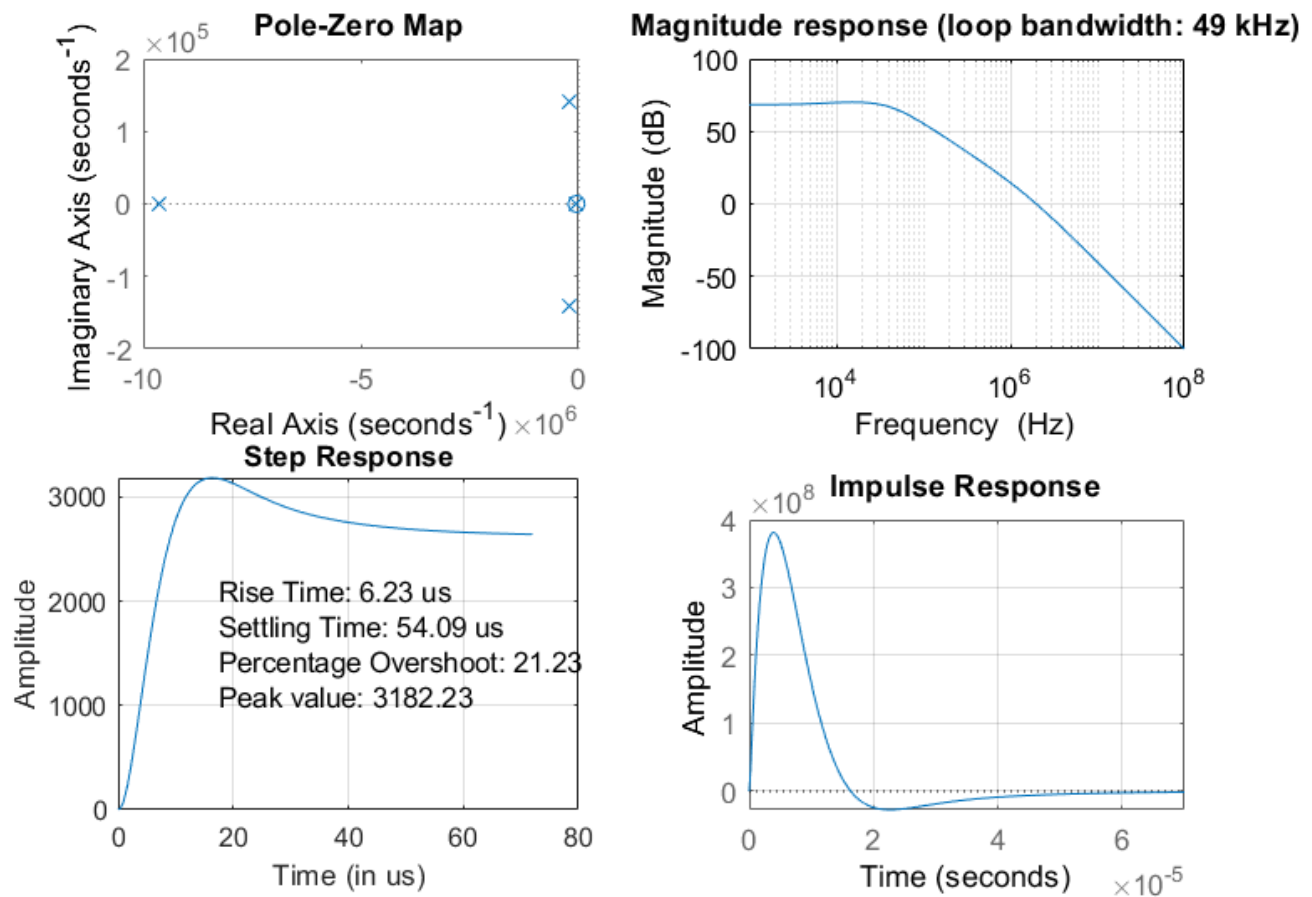 Pole-Zero Map
×10^5
2
1
0
-1
-2
-10
-5
0
Imaginary Axis (seconds^-1)
Real Axis (seconds^-1) ×10^6
Magnitude response (loop bandwidth: 49 kHz)
100
50
0
-50
-100
10^4
10^6
10^8
Magnitude (dB)
Frequency (Hz)
Step Response
3000
2000
1000
0
0
20
40
60
80
Amplitude
Rise Time: 6.23 us
Settling Time: 54.09 us
Percentage Overshoot: 21.23
Peak value: 3182.23
Time (in us)
×10^8 Impulse Response
4
3
2
1
0
0
2
4
6
Amplitude
Time (seconds) ×10^-5